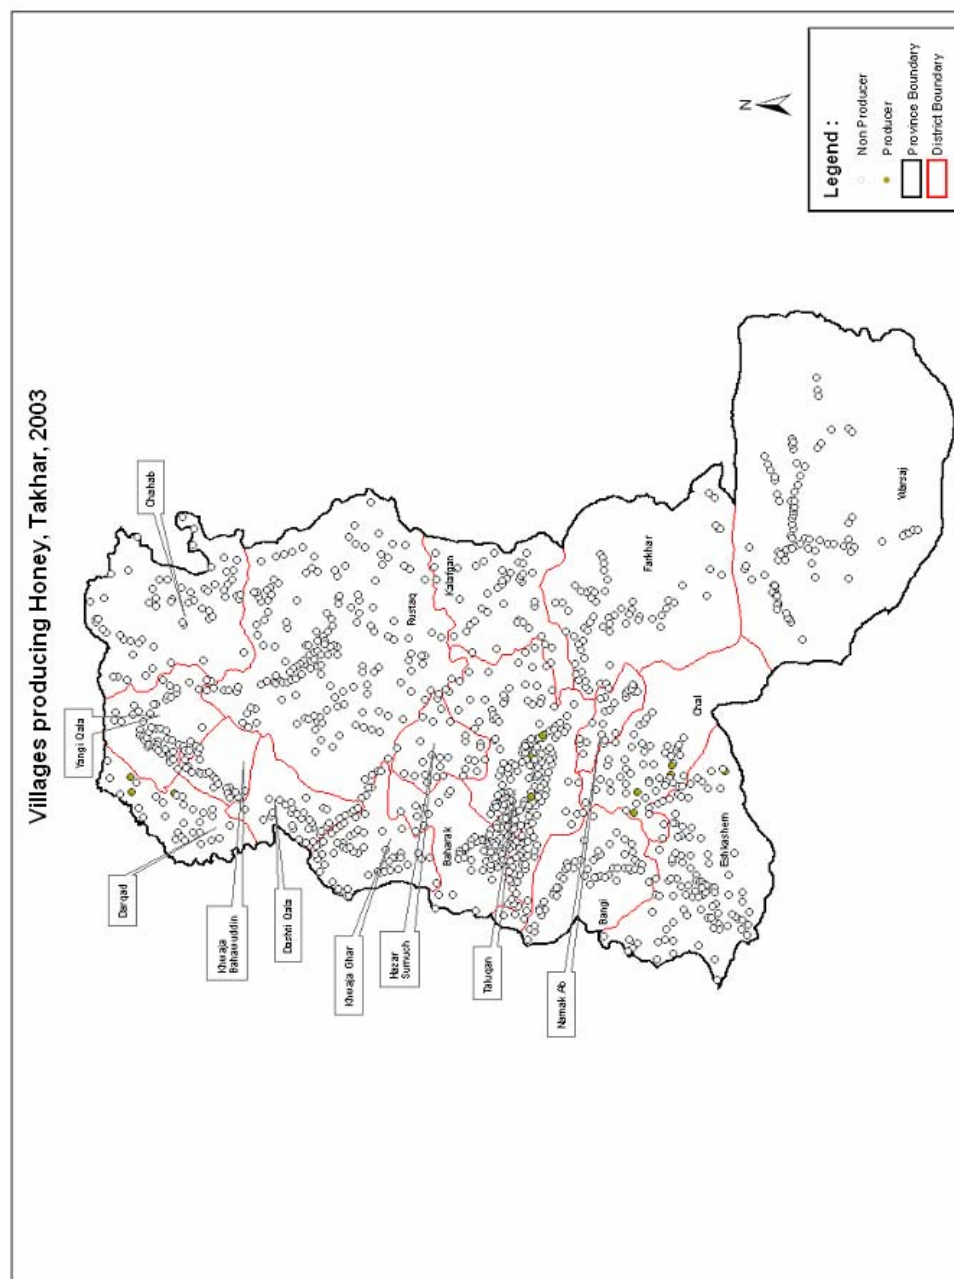 Villages producing Honey, Takhar, 2003
N
Legend :
Non Producer
Producer
Province Boundary
District Boundary
Chahab
Yangi Qala
Darqad
Khwaja
Bahawuddin
Dashti Qala
Khwaja Ghar
Hazar
Sumuch
Taluqan
Namak Ab
Rustaq
Kalafgan
Baharak
Farkhar
Warsaj
Chal
Bangi
Eshkashem